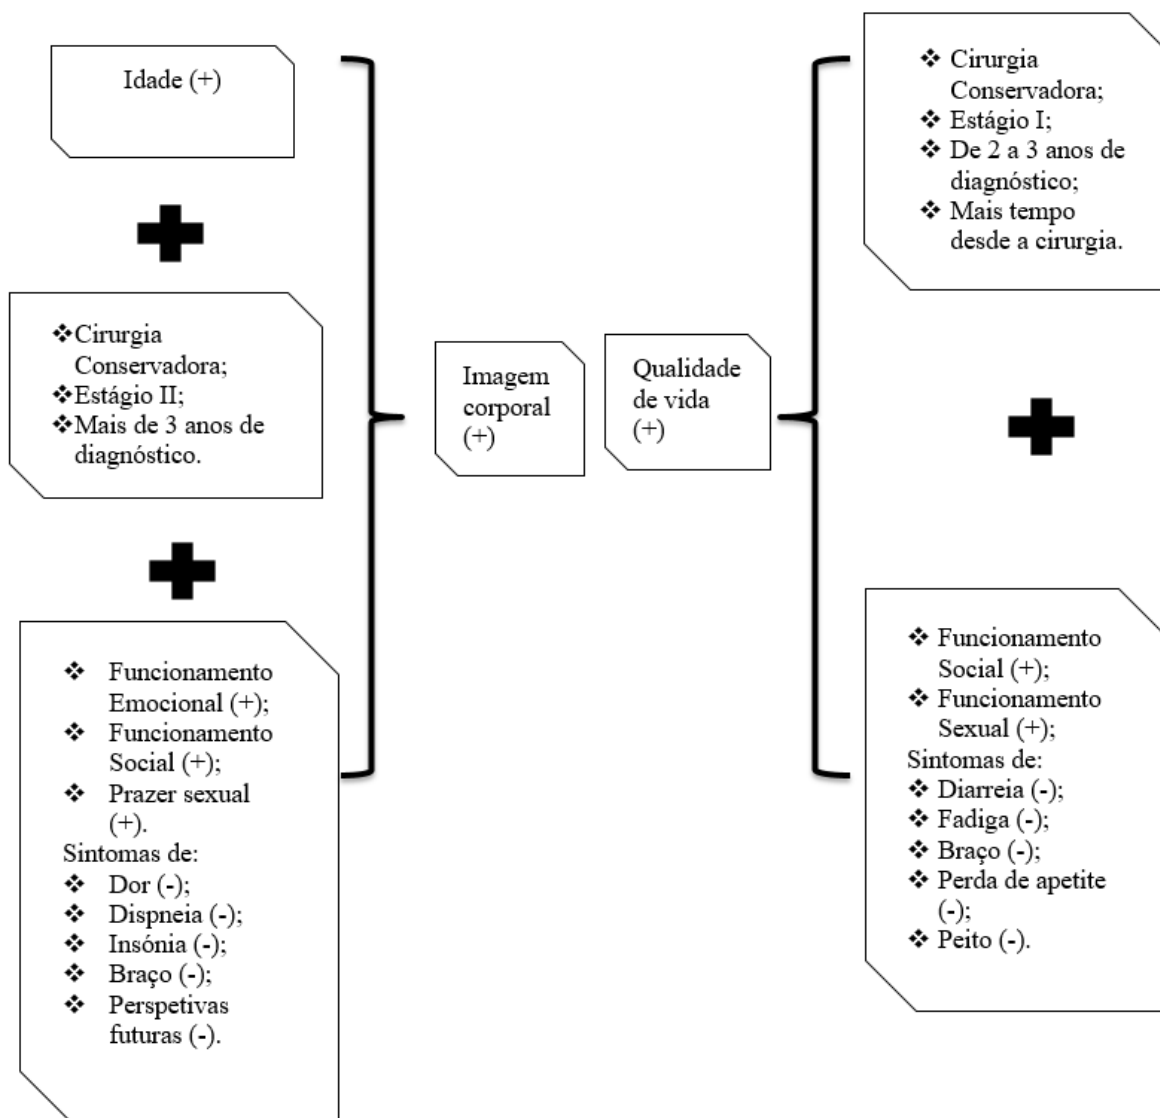 Idade (+)
❖Cirurgia
Conservadora;
❖Estágio II;
❖Mais de 3 anos de
diagnóstico.
❖ Funcionamento
Emocional (+);
❖ Funcionamento
Social (+);
❖ Prazer sexual
(+).
Sintomas de:
❖ Dor (-);
❖ Dispneia (-);
❖ Insónia (-);
❖ Braço (-);
❖ Perspetivas
futuras (-).
Imagem
corporal
(+)
Qualidade
de vida
(+)
❖ Cirurgia
Conservadora;
❖ Estágio I;
❖ De 2 a 3 anos de
diagnóstico;
❖ Mais tempo
desde a cirurgia.
❖ Funcionamento
Social (+);
❖ Funcionamento
Sexual (+);
Sintomas de:
❖ Diarreia (-);
❖ Fadiga (-);
❖ Braço (-);
❖ Perda de apetite
(-);
❖ Peito (-).